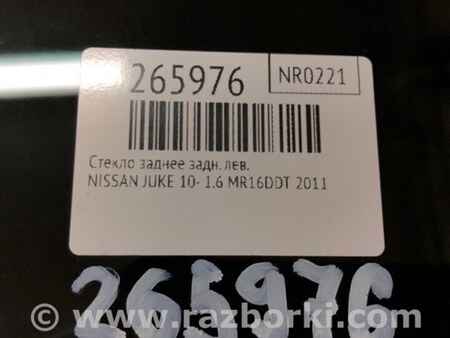 265976
NR0221
Стекло заднее задн. лев.
NISSAN JUKE 10- 1.6 MR16DDT 2011
265976
© www.razborki.com